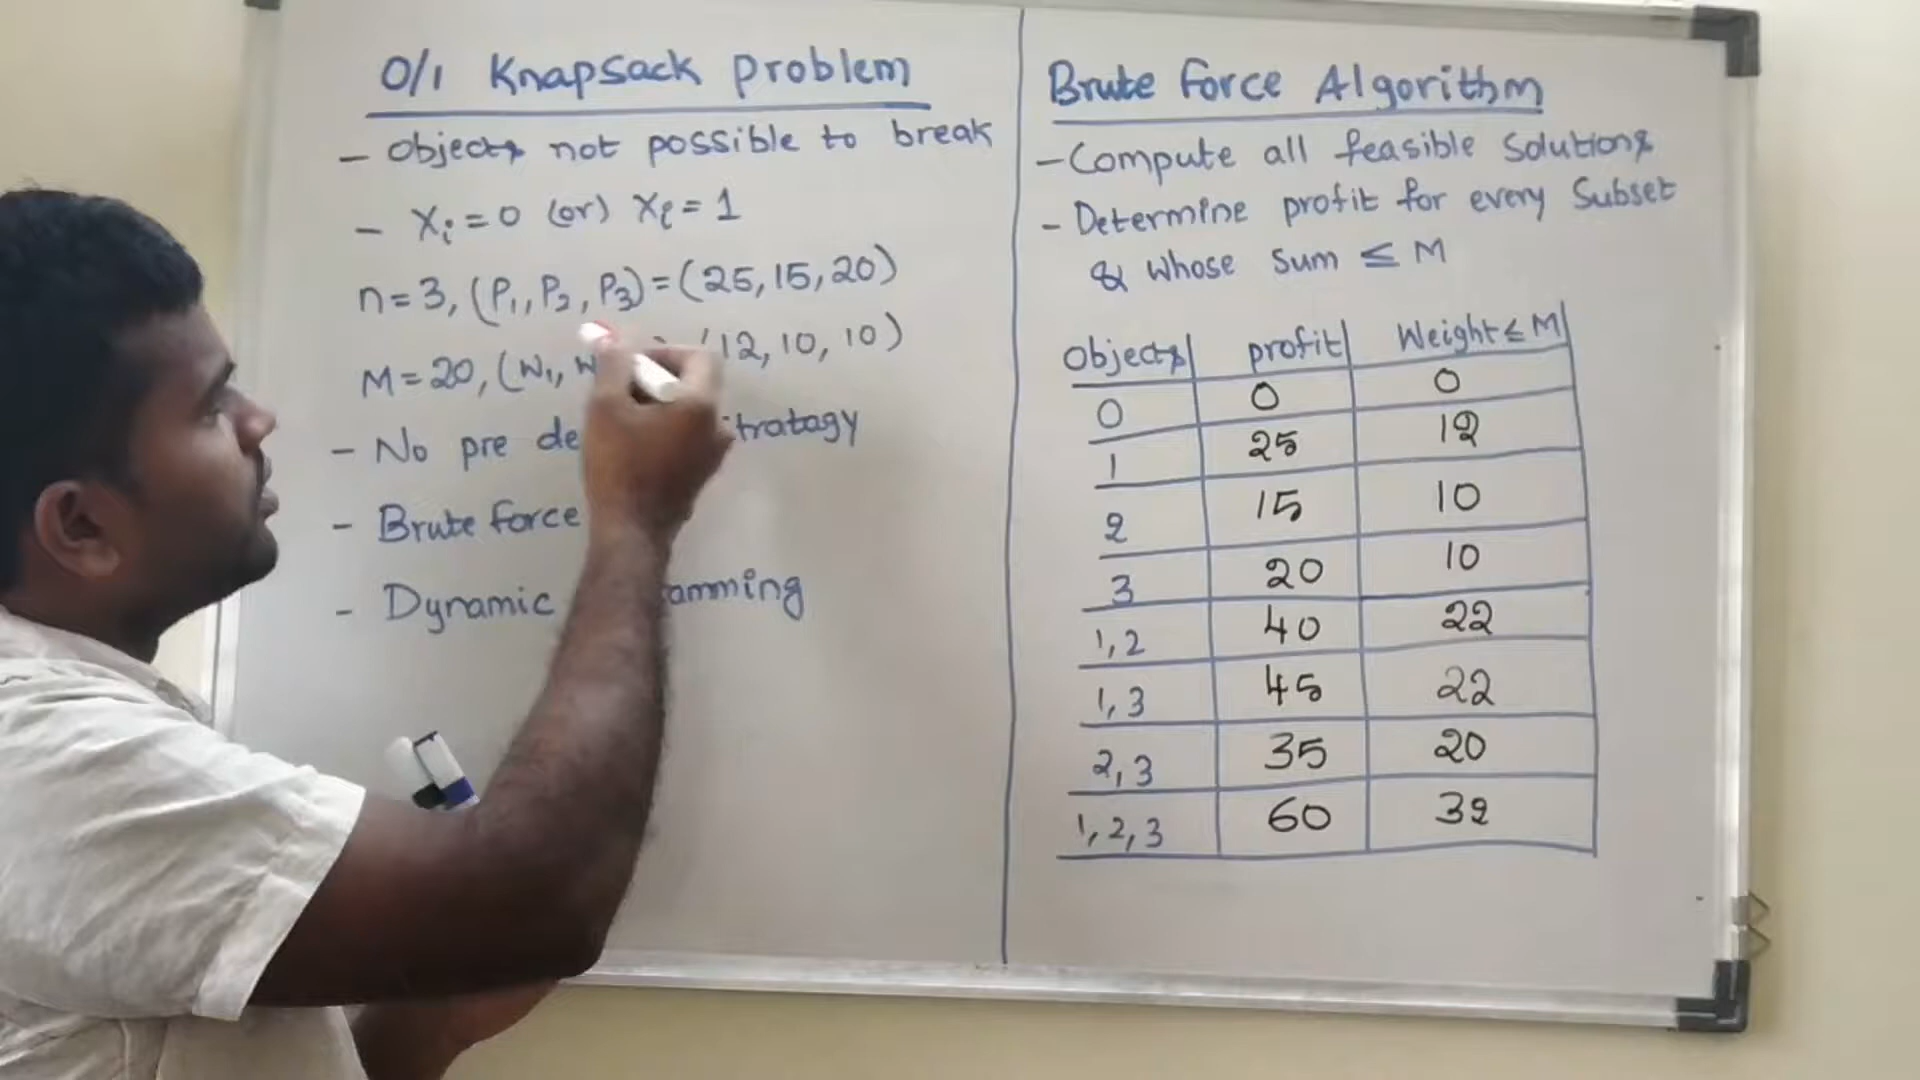 0/1 Knapsack problem
- Objects not possible to break
- Xi = 0 (or) Xi = 1
n = 3, (P1, P2, P3) = (25, 15, 20)
M = 20, (W1, W (12, 10, 10)
- No pre de tratagy
- Brute force
- Dynamic amming
Brute force Algorithm
- Compute all feasible Solutions
- Determine profit for every Subset
& whose sum ≤ M
Objects profit Weight ≤ M
0 0 0
1 25 12
2 15 10
3 20 10
1,2 40 22
1,3 45 22
2,3 35 20
1,2,3 60 32